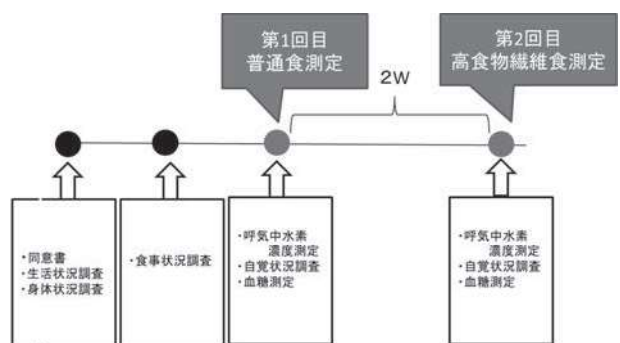 第1回目
普通食測定
第2回目
高食物繊維食測定
2W
・同意書
・生活状況調査
・身体状況調査
・食事状況調査
・呼気中水素
濃度測定
・自覚状況調査
・血糖測定
・呼気中水素
濃度測定
・自覚状況調査
・血糖測定